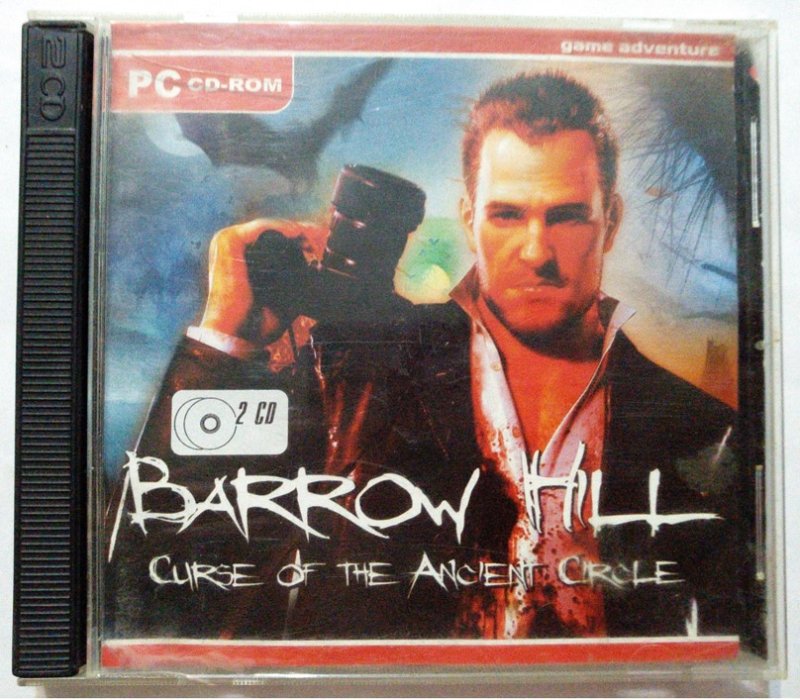 game adventure
PC CD-ROM
2 CD
2 CD
BARROW HILL
CURSE OF THE ANCIENT CIRCLE